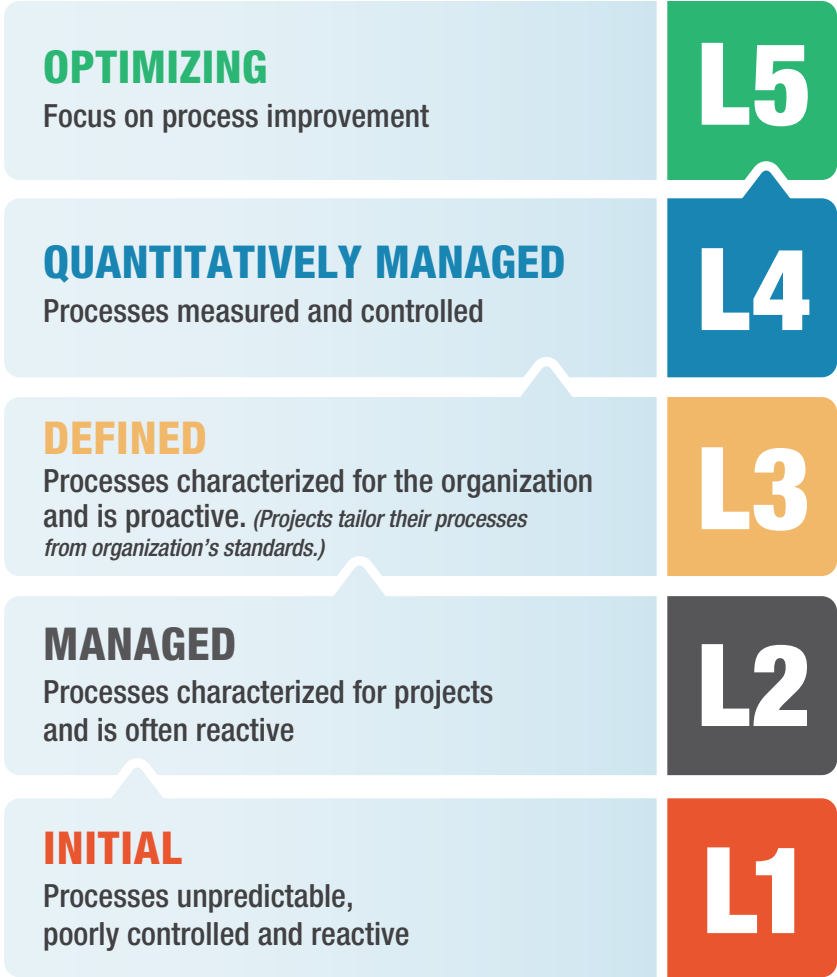 OPTIMIZING
Focus on process improvement
L5
QUANTITATIVELY MANAGED
Processes measured and controlled
L4
DEFINED
Processes characterized for the organization
and is proactive. (Projects tailor their processes
from organization’s standards.)
L3
MANAGED
Processes characterized for projects
and is often reactive
L2
INITIAL
Processes unpredictable,
poorly controlled and reactive
L1